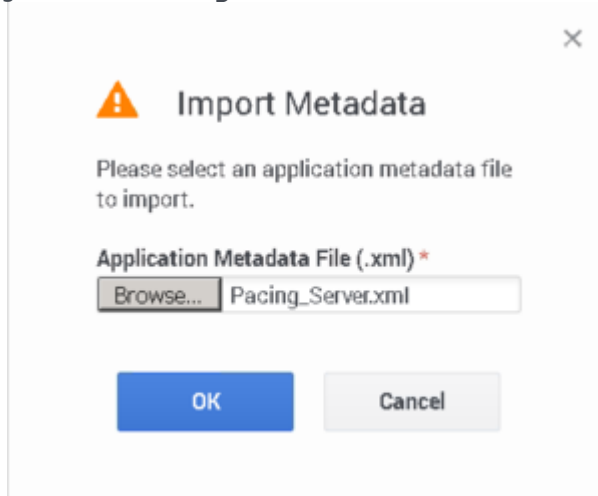 Import Metadata
Please select an application metadata file
to import.
Application Metadata File (.xml) *
Browse... Pacing_Server.xml
OK Cancel